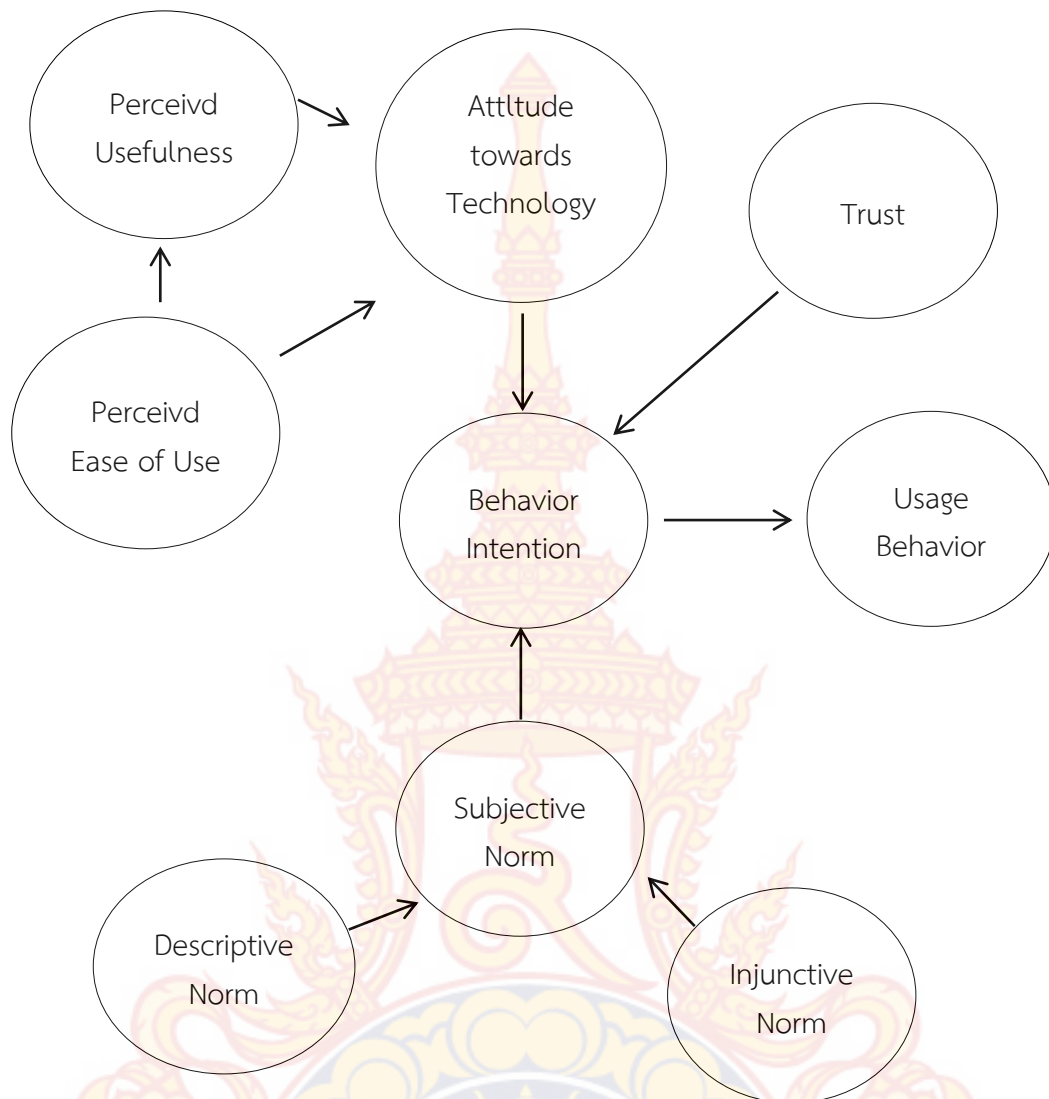 Perceivd
Usefulness
Attltude
towards
Technology
Trust
Perceivd
Ease of Use
Behavior
Intention
Usage
Behavior
Subjective
Norm
Descriptive
Norm
Injunctive
Norm